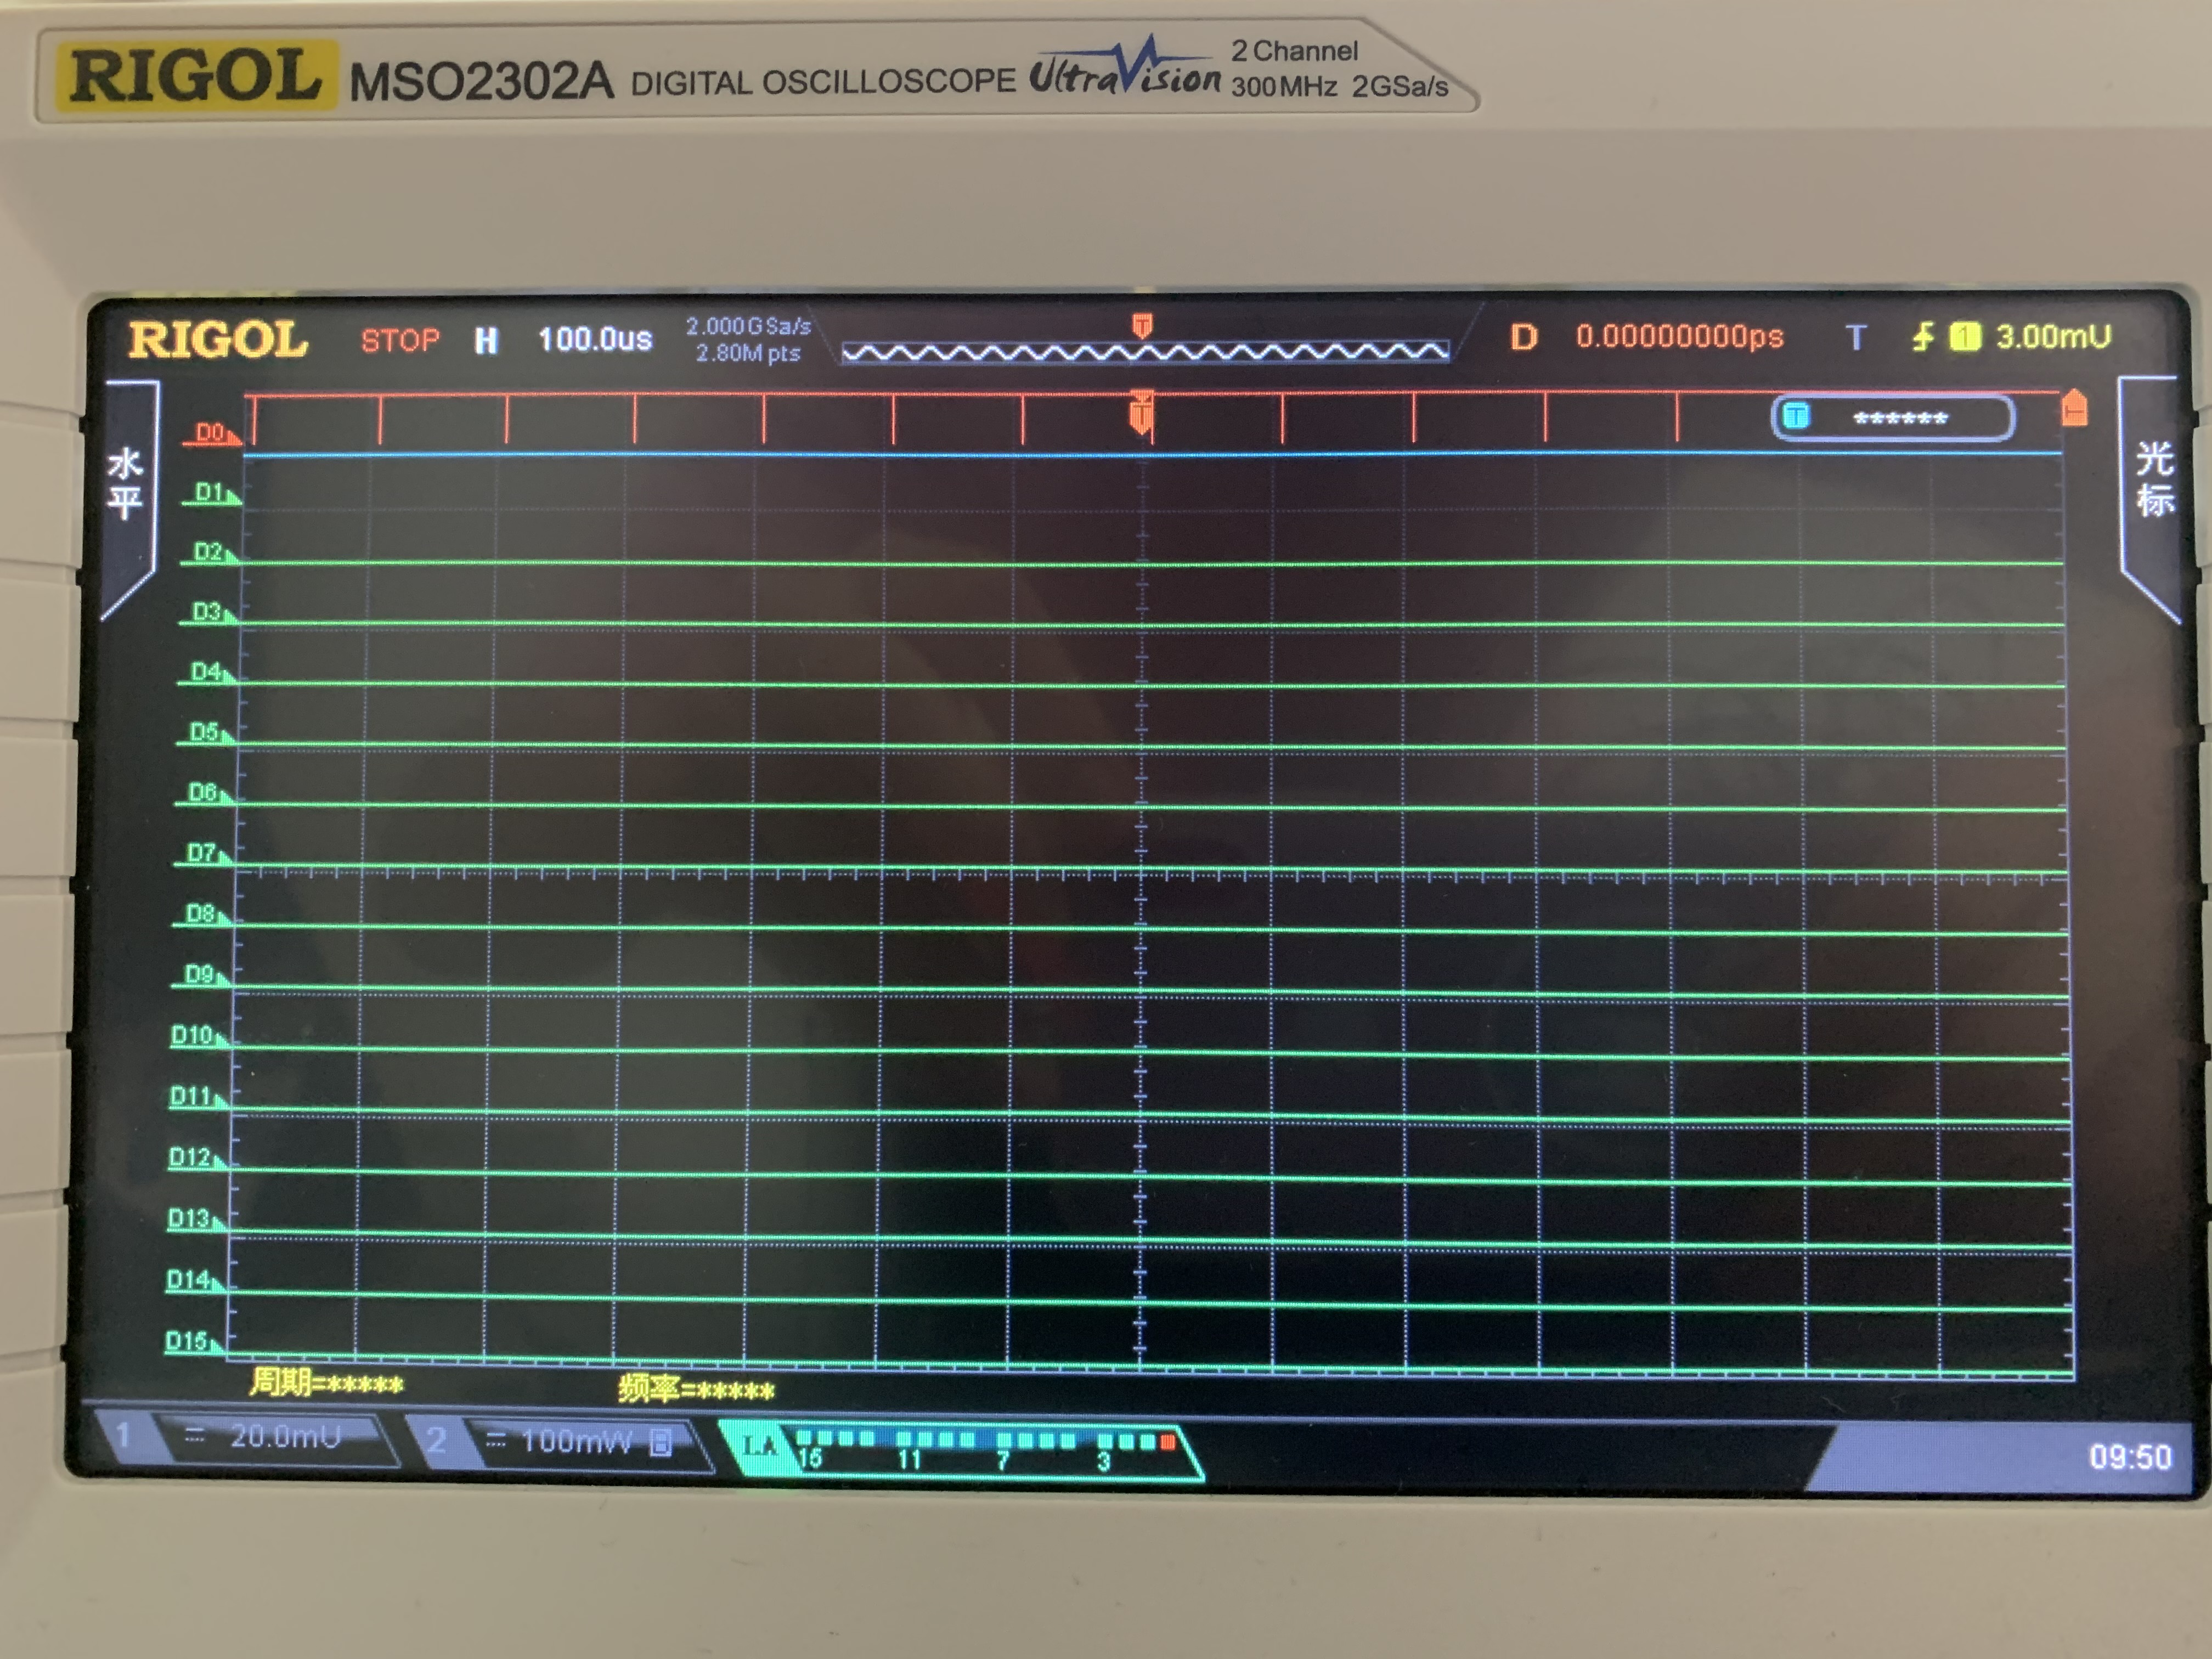 RIGOL MSO2302A DIGITAL OSCILLOSCOPE UltraVision 2 Channel
300MHz 2GSa/s
RIGOL STOP H 100.0us 2.000GSa/s
2.80M pts
T
D 0.00000000ps T 1 3.00mU
水平
光标
T ******
T
T
D0
D1
D2
D3
D4
D5
D6
D7
D8
D9
D10
D11
D12
D13
D14
D15
周期=***** 频率=*****
1 20.0mU 2 100mW B LA 15 11 7 3
09:50